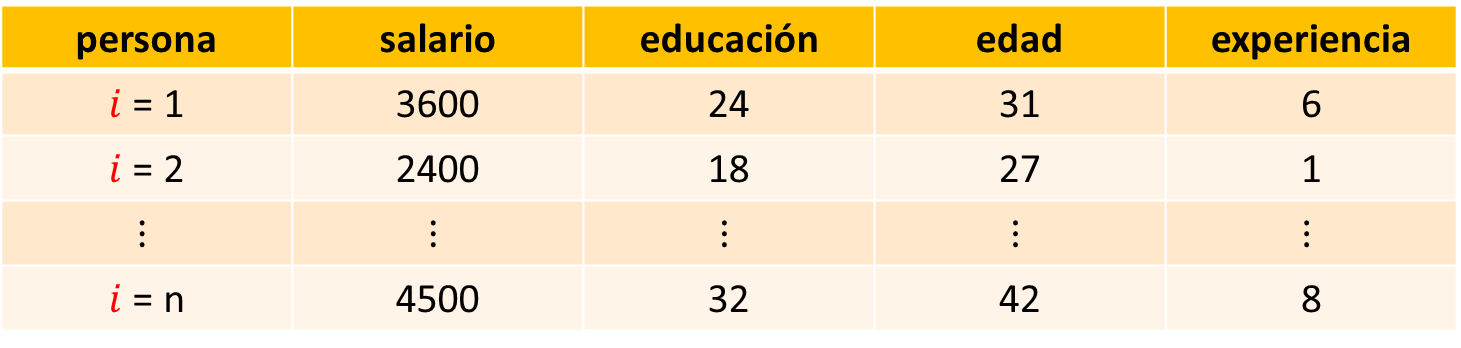 persona salario educación edad experiencia
i = 1 3600 24 31 6
i = 2 2400 18 27 1
⋮ ⋮ ⋮ ⋮ ⋮
i = n 4500 32 42 8